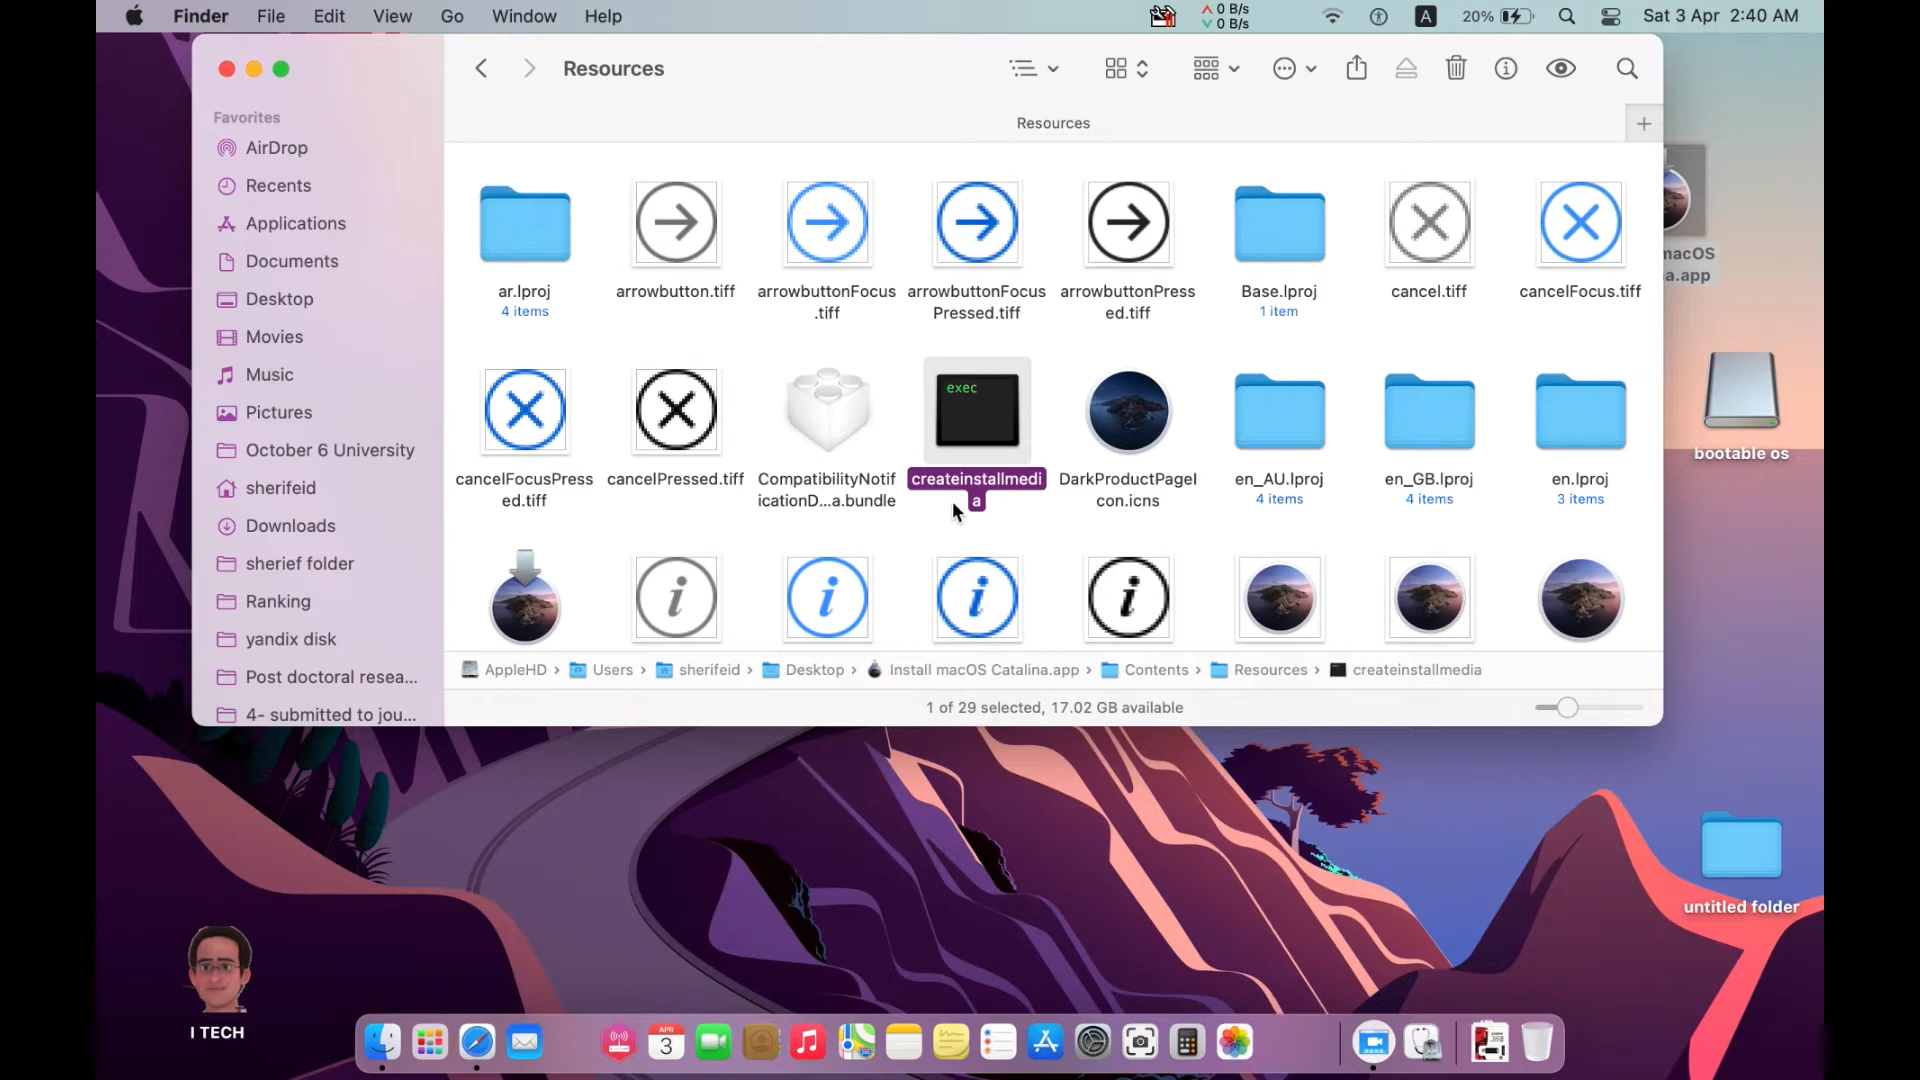 Finder File Edit View Go Window Help
0 B/s
0 B/s
A 20% Sat 3 Apr 2:40 AM
Resources
Resources
Favorites
AirDrop
Recents
Applications
Documents
Desktop
Movies
Music
Pictures
October 6 University
sherifeid
Downloads
sherief folder
Ranking
yandix disk
Post doctoral resea...
4- submitted to jou...
ar.lproj
4 items
arrowbutton.tiff
arrowbuttonFocus
.tiff
arrowbuttonFocus
Pressed.tiff
arrowbuttonPress
ed.tiff
Base.lproj
1 item
cancel.tiff
cancelFocus.tiff
cancelFocusPress
ed.tiff
cancelPressed.tiff
CompatibilityNotif
icationD...a.bundle
exec
createinstallmedi
a
DarkProductPageI
con.icns
en_AU.lproj
4 items
en_GB.lproj
4 items
en.lproj
3 items
AppleHD › Users › sherifeid › Desktop › Install macOS Catalina.app › Contents › Resources › createinstallmedia
1 of 29 selected, 17.02 GB available
macOS
a.app
bootable os
untitled folder
I TECH
APR
3